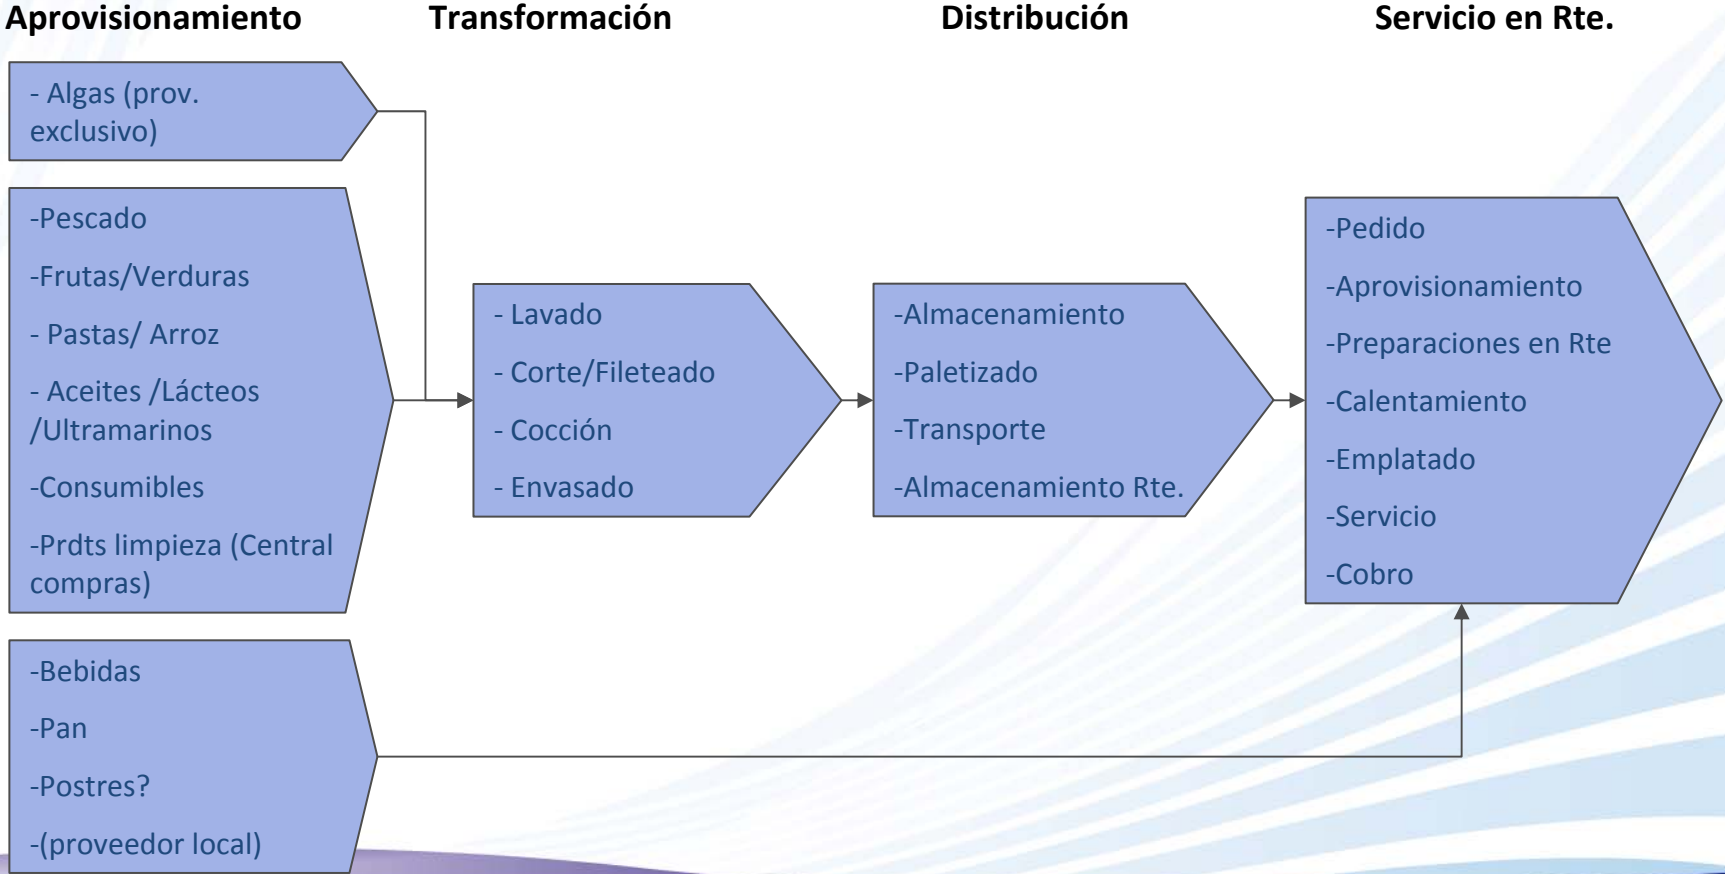 Aprovisionamiento
Transformación
Distribución
Servicio en Rte.
- Algas (prov.
exclusivo)
-Pescado
-Frutas/Verduras
- Pastas/ Arroz
- Aceites /Lácteos
/Ultramarinos
-Consumibles
-Prdts limpieza (Central
compras)
-Bebidas
-Pan
-Postres?
-(proveedor local)
- Lavado
- Corte/Fileteado
- Cocción
- Envasado
-Almacenamiento
-Paletizado
-Transporte
-Almacenamiento Rte.
-Pedido
-Aprovisionamiento
-Preparaciones en Rte
-Calentamiento
-Emplatado
-Servicio
-Cobro